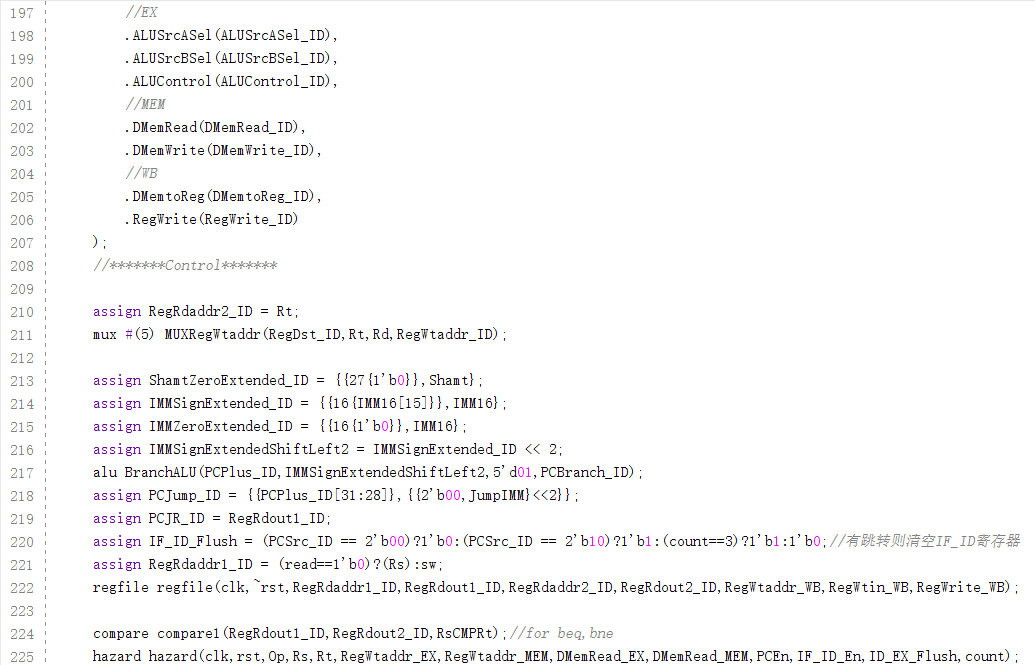 197 //EX
198 .ALUSrcASel(ALUSrcASel_ID),
199 .ALUSrcBSel(ALUSrcBSel_ID),
200 .ALUControl(ALUControl_ID),
201 //MEM
202 .DMemRead(DMemRead_ID),
203 .DMemWrite(DMemWrite_ID),
204 //WB
205 .DMemtoReg(DMemtoReg_ID),
206 .RegWrite(RegWrite_ID)
207 );
208 //*******Control*******
209
210 assign RegRdaddr2_ID = Rt;
211 mux #(5) MUXRegWtaddr(RegDst_ID,Rt,Rd,RegWtaddr_ID);
212
213 assign ShamtZeroExtended_ID = {{27{1'b0}},Shamt};
214 assign IMMSignExtended_ID = {{16{IMM16[15]}},IMM16};
215 assign IMMZeroExtended_ID = {{16{1'b0}},IMM16};
216 assign IMMSignExtendedShiftLeft2 = IMMSignExtended_ID << 2;
217 alu BranchALU(PCPlus_ID,IMMSignExtendedShiftLeft2,5'd01,PCBranch_ID);
218 assign PCJump_ID = {{PCPlus_ID[31:28]},{{2'b00,JumpIMM}<<2}};
219 assign PCJR_ID = RegRdout1_ID;
220 assign IF_ID_Flush = (PCSrc_ID == 2'b00)?1'b0:(PCSrc_ID == 2'b10)?1'b1:(count==3)?1'b1:1'b0;//有跳转则清空IF_ID寄存器
221 assign RegRdaddr1_ID = (read==1'b0)?(Rs):sw;
222 regfile regfile(clk,~rst,RegRdaddr1_ID,RegRdout1_ID,RegRdaddr2_ID,RegRdout2_ID,RegWtaddr_WB,RegWtin_WB,RegWrite_WB);
223
224 compare compare1(RegRdout1_ID,RegRdout2_ID,RsCMPRt);//for beq,bne
225 hazard hazard(clk,rst,Op,Rs,Rt,RegWtaddr_EX,RegWtaddr_MEM,DMemRead_EX,DMemRead_MEM,PCEn,IF_ID_En,ID_EX_Flush,count);